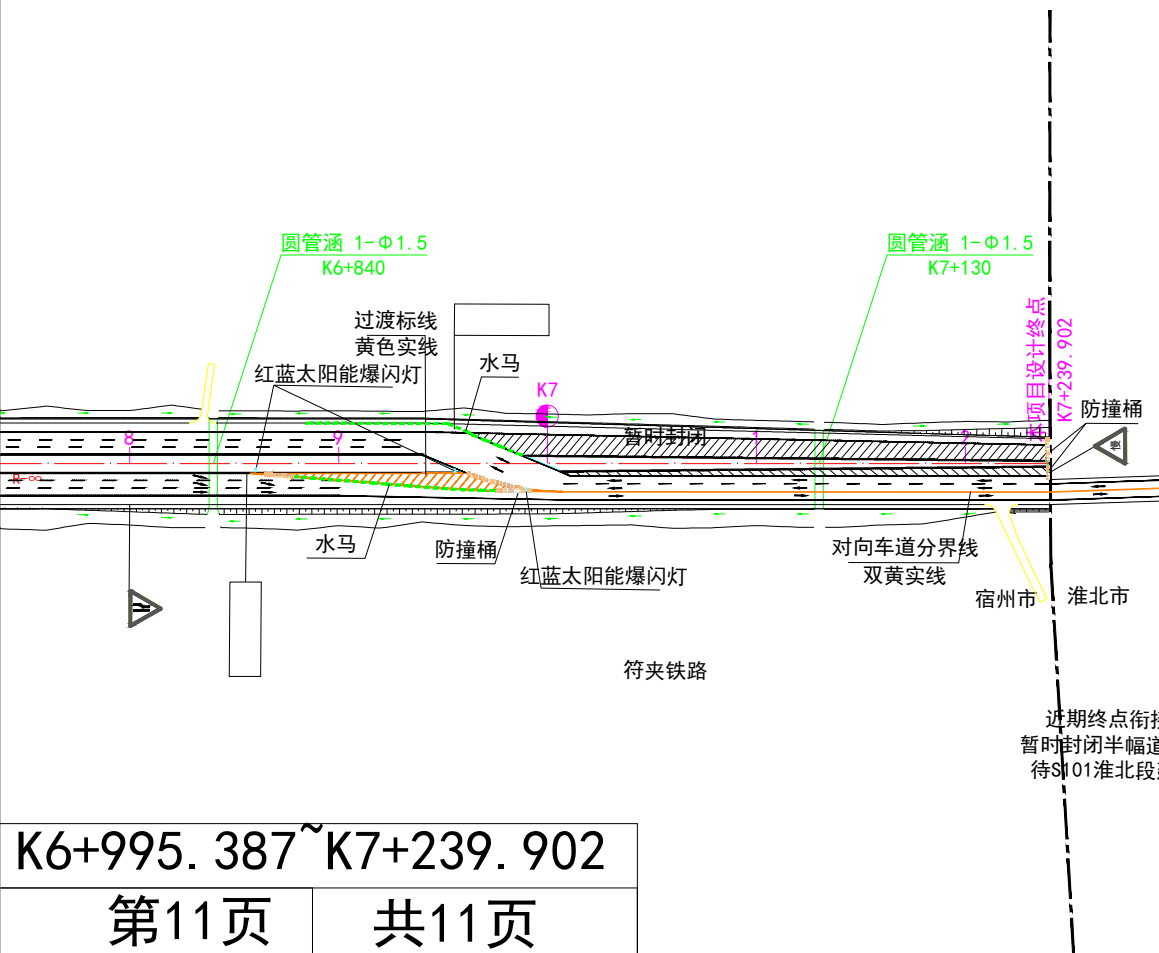 圆管涵 1-Φ1.5
K6+840
圆管涵 1-Φ1.5
K7+130
本项目设计终点
K7+239.902
过渡标线
黄色实线
红蓝太阳能爆闪灯
水马
K7
防撞桶
慢
暂时封闭
8
9
1
2
R-∞
水马
防撞桶
红蓝太阳能爆闪灯
对向车道分界线
双黄实线
宿州市
淮北市
符夹铁路
近期终点衔接
暂时封闭半幅道
待S101淮北段
K6+995.387~K7+239.902
第11页
共11页